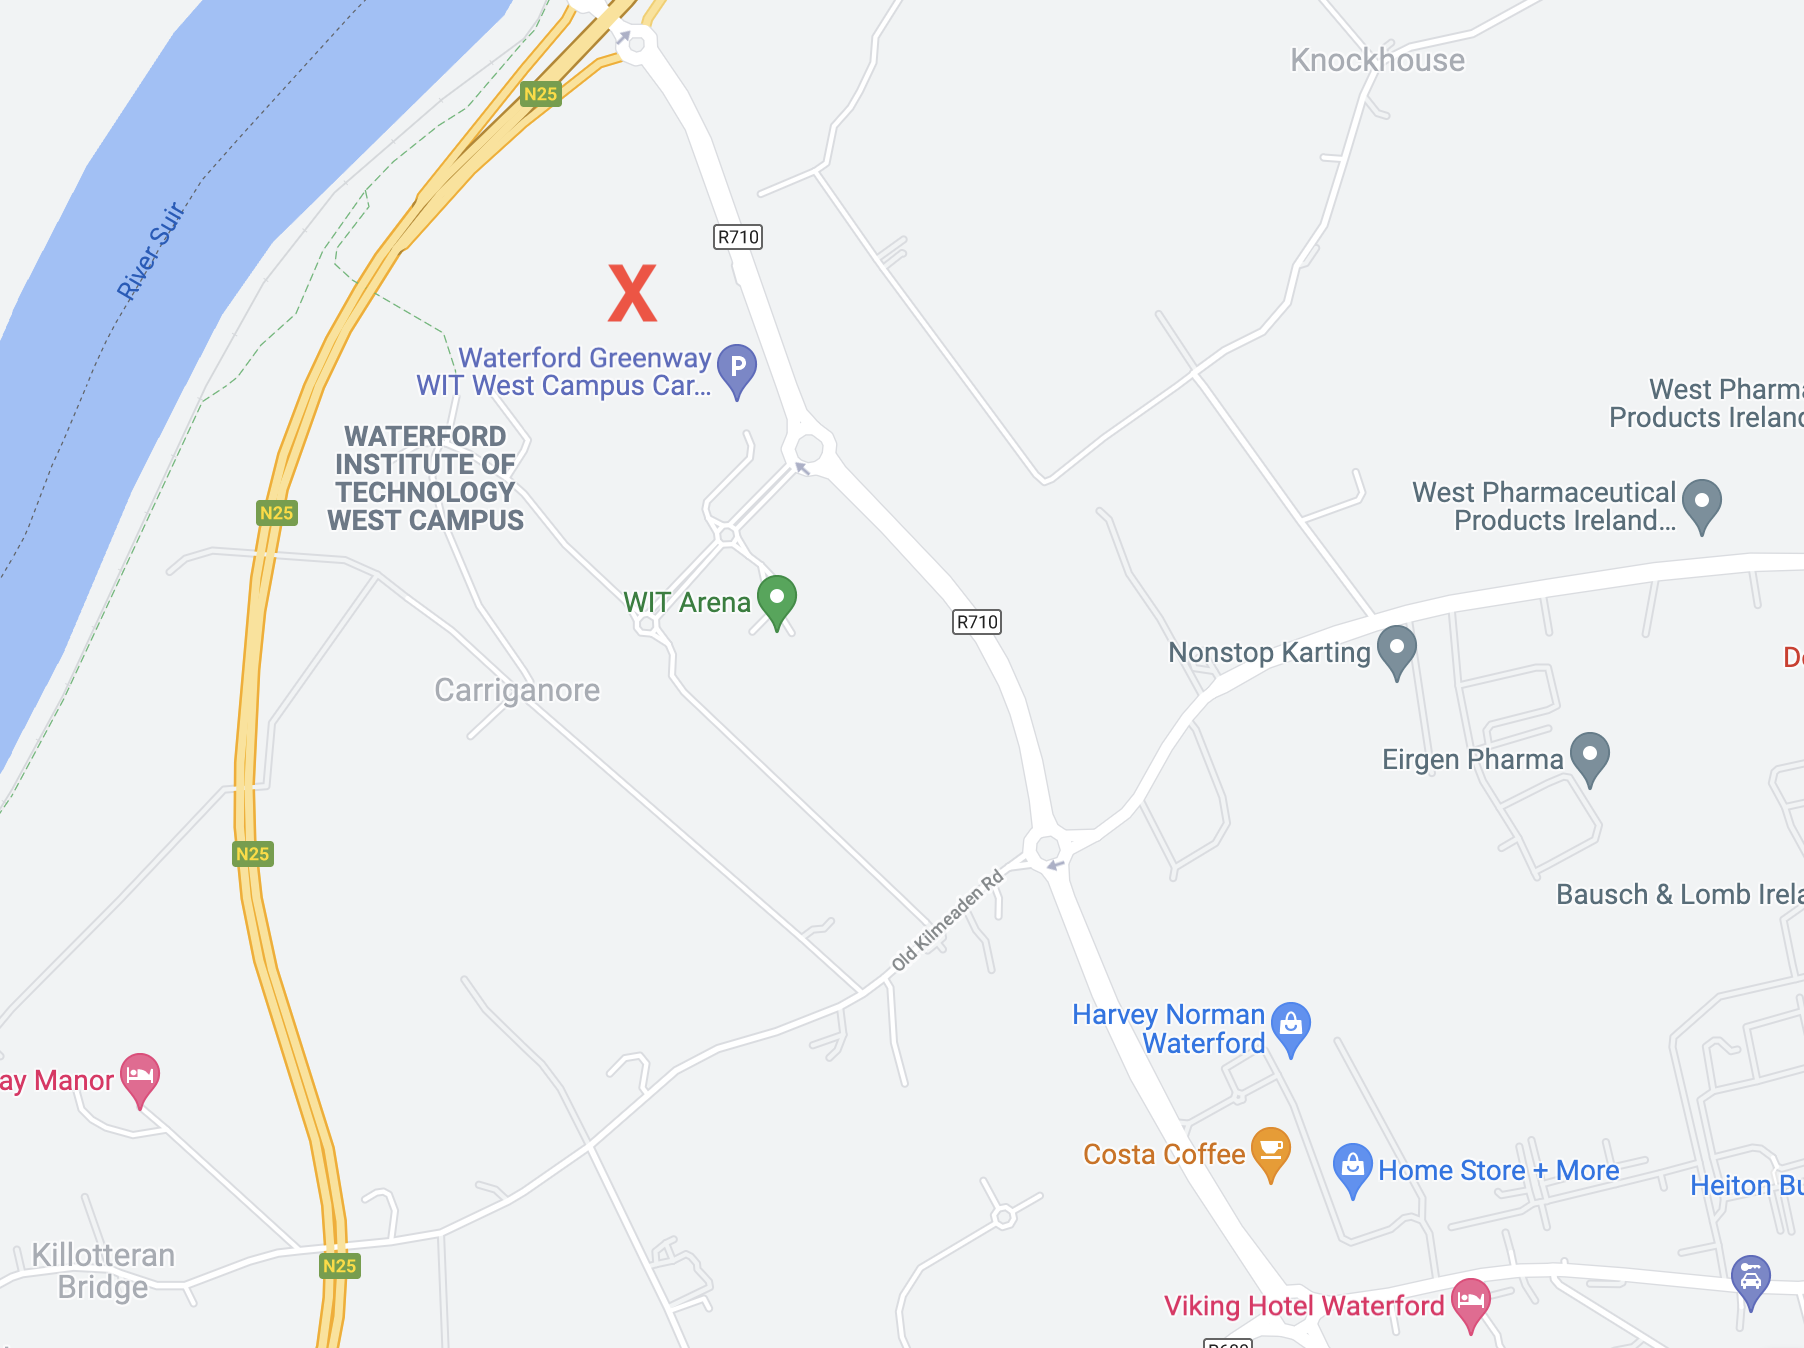 Knockhouse
N25
River Suir
R710
X
Waterford Greenway
WIT West Campus Car...
P
West Pharma
Products Ireland
WATERFORD
INSTITUTE OF
TECHNOLOGY
WEST CAMPUS
N25
West Pharmaceutical
Products Ireland...
WIT Arena
R710
Nonstop Karting
Carriganore
Eirgen Pharma
N25
Old Kilmeaden Rd
Bausch & Lomb Irela
Harvey Norman
Waterford
ay Manor
Costa Coffee
Home Store + More
Heiton Bu
Killotteran
Bridge
N25
Viking Hotel Waterford